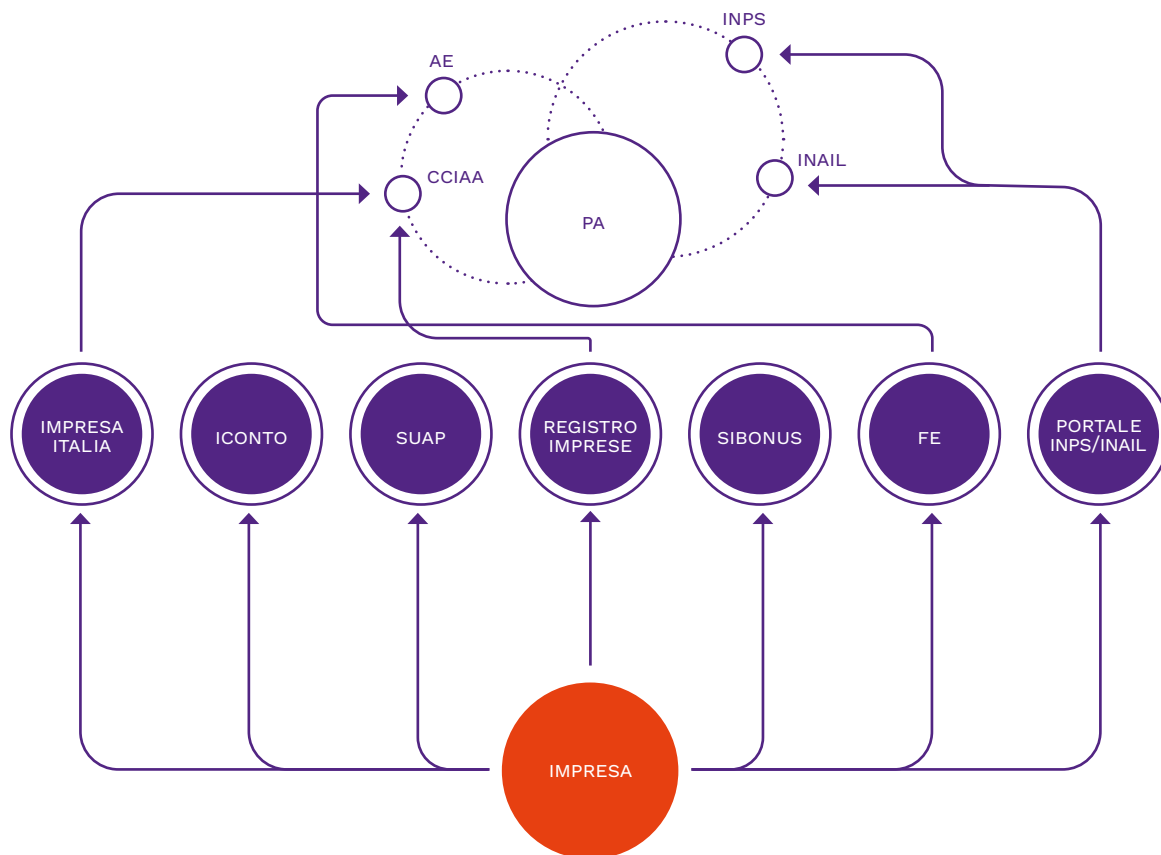 INPS
AE
INAIL
CCIAA
PA
IMPRESA
ITALIA
ICONTO
SUAP
REGISTRO
IMPRESE
SIBONUS
FE
PORTALE
INPS/INAIL
IMPRESA